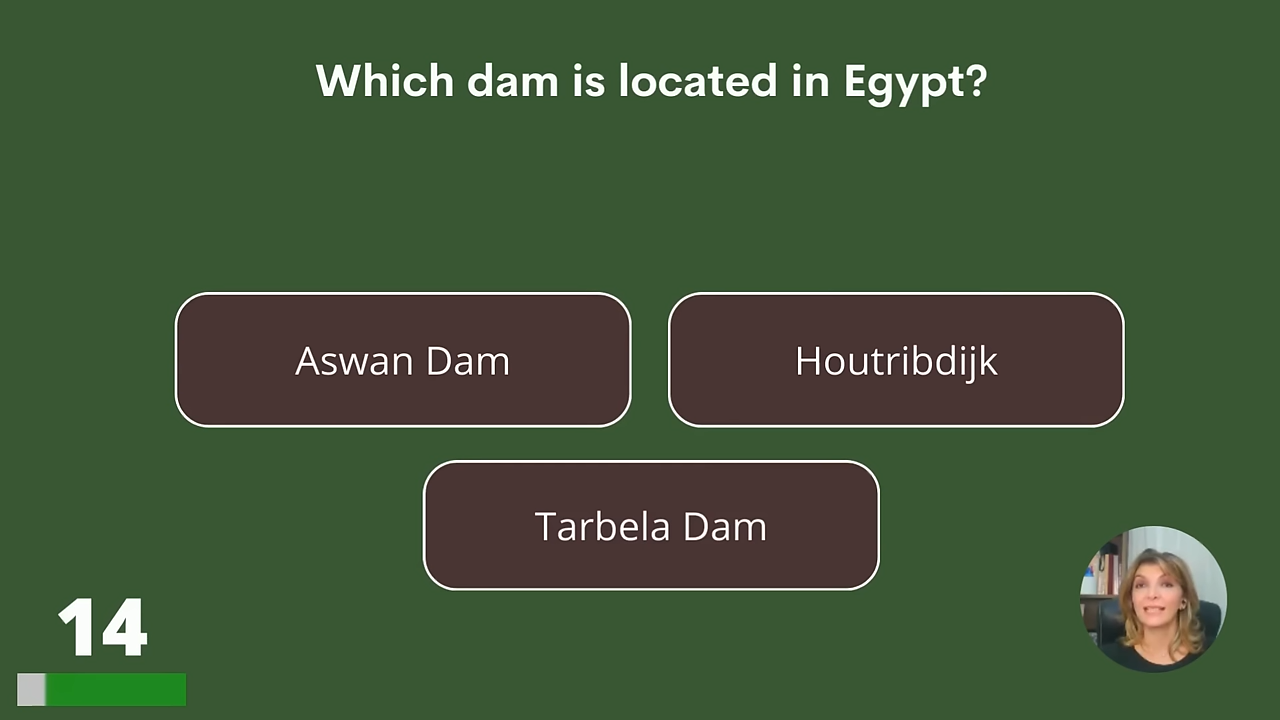 Which dam is located in Egypt?
Aswan Dam
Houtribdijk
Tarbela Dam
14